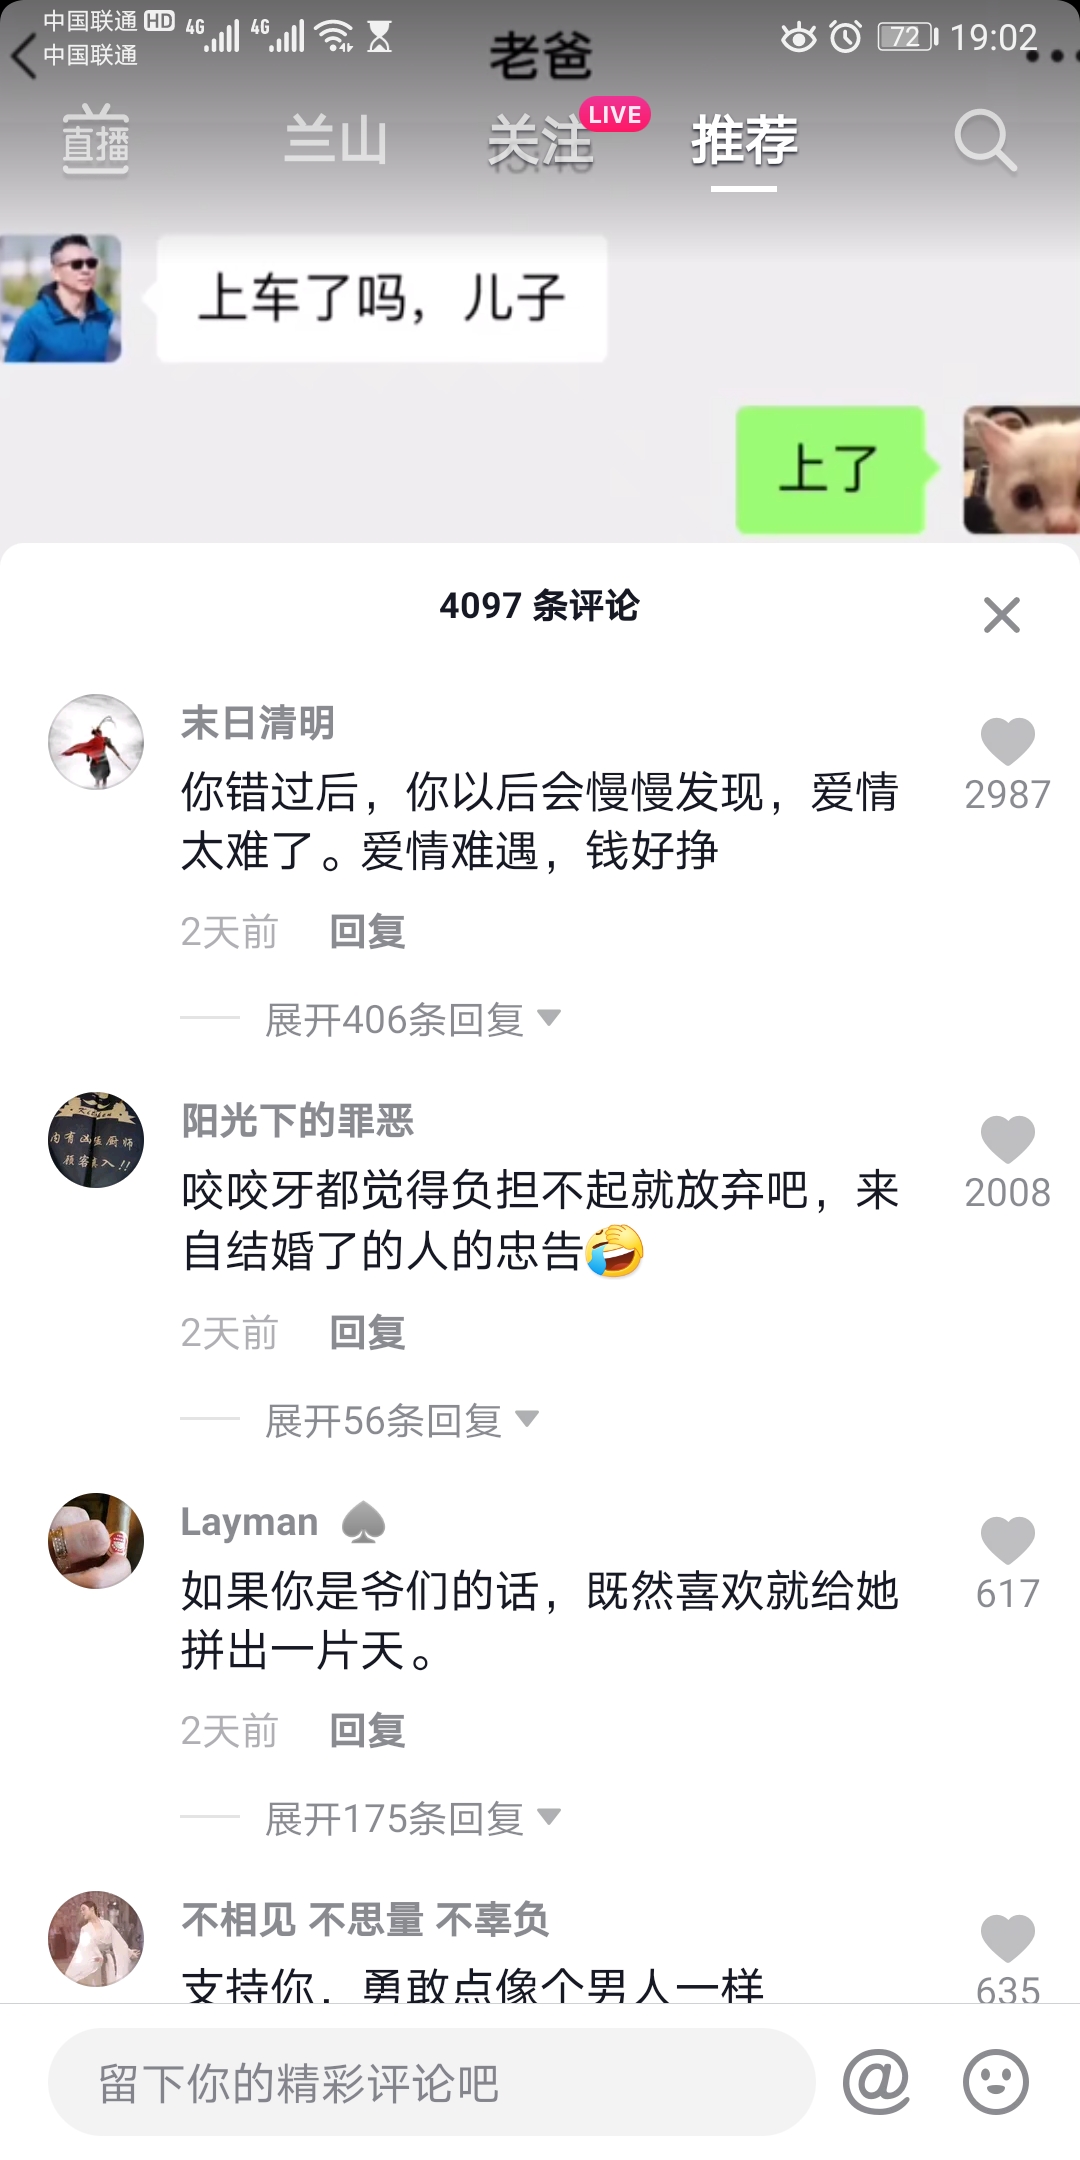 中国联通 HD 4G 4G 72 19:02
中国联通
老爸
直播 兰山 关注 LIVE 推荐
上车了吗，儿子
上了
4097 条评论
末日清明
你错过后，你以后会慢慢发现，爱情
太难了。爱情难遇，钱好挣
2987
2天前 回复
展开406条回复
阳光下的罪恶
咬咬牙都觉得负担不起就放弃吧，来
自结婚了的人的忠告
2008
2天前 回复
展开56条回复
Layman
如果你是爷们的话，既然喜欢就给她
拼出一片天。
617
2天前 回复
展开175条回复
不相见 不思量 不辜负
支持你，勇敢点像个男人一样
635
留下你的精彩评论吧